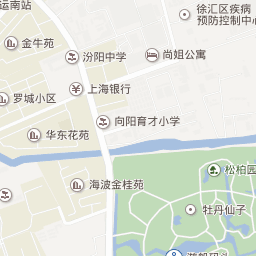 运南站
徐汇区疾病
预防控制中心
金牛苑
汾阳中学
尚姐公寓
上海银行
罗城小区
向阳育才小学
华东花苑
松柏园
海波金桂苑
牡丹仙子